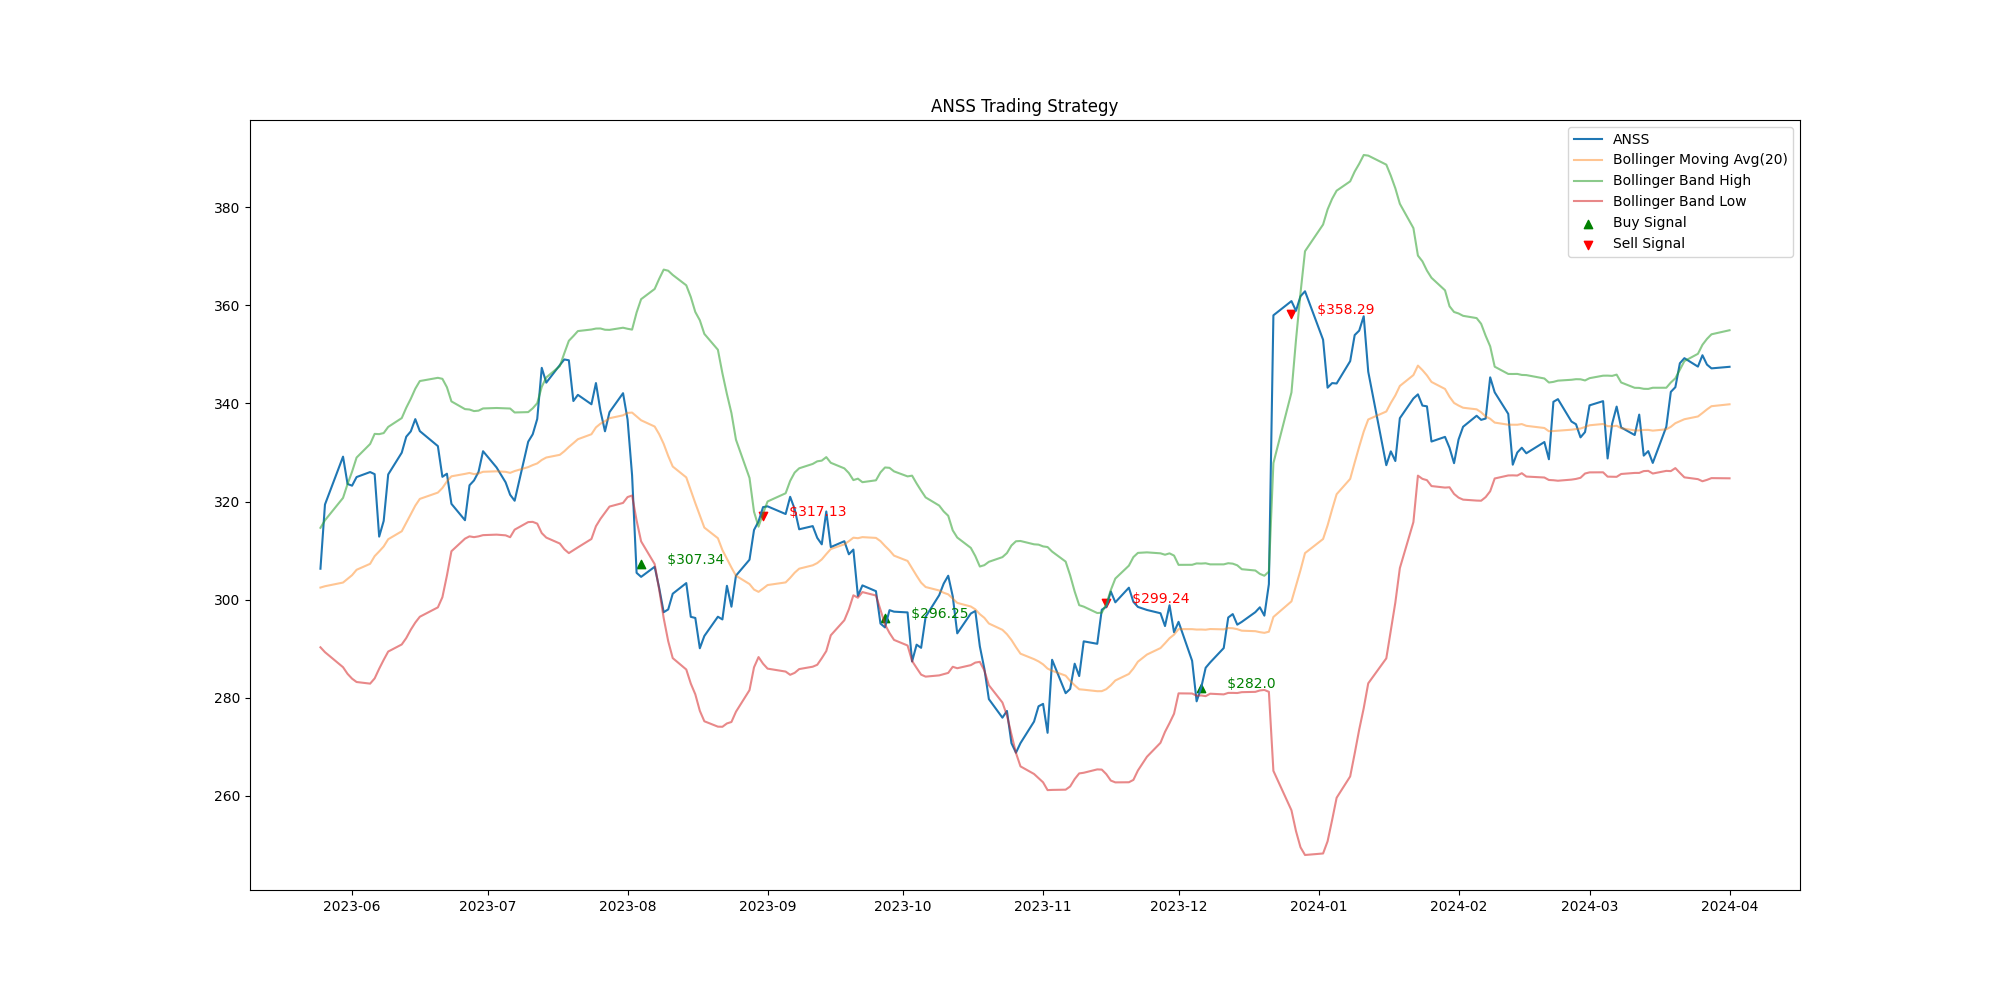 ANSS Trading Strategy
ANSS
Bollinger Moving Avg(20)
Bollinger Band High
Bollinger Band Low
Buy Signal
Sell Signal
380
360
340
320
300
280
260
$358.29
$317.13
$307.34
$299.24
$296.25
$282.0
2023-06 2023-07 2023-08 2023-09 2023-10 2023-11 2023-12 2024-01 2024-02 2024-03 2024-04